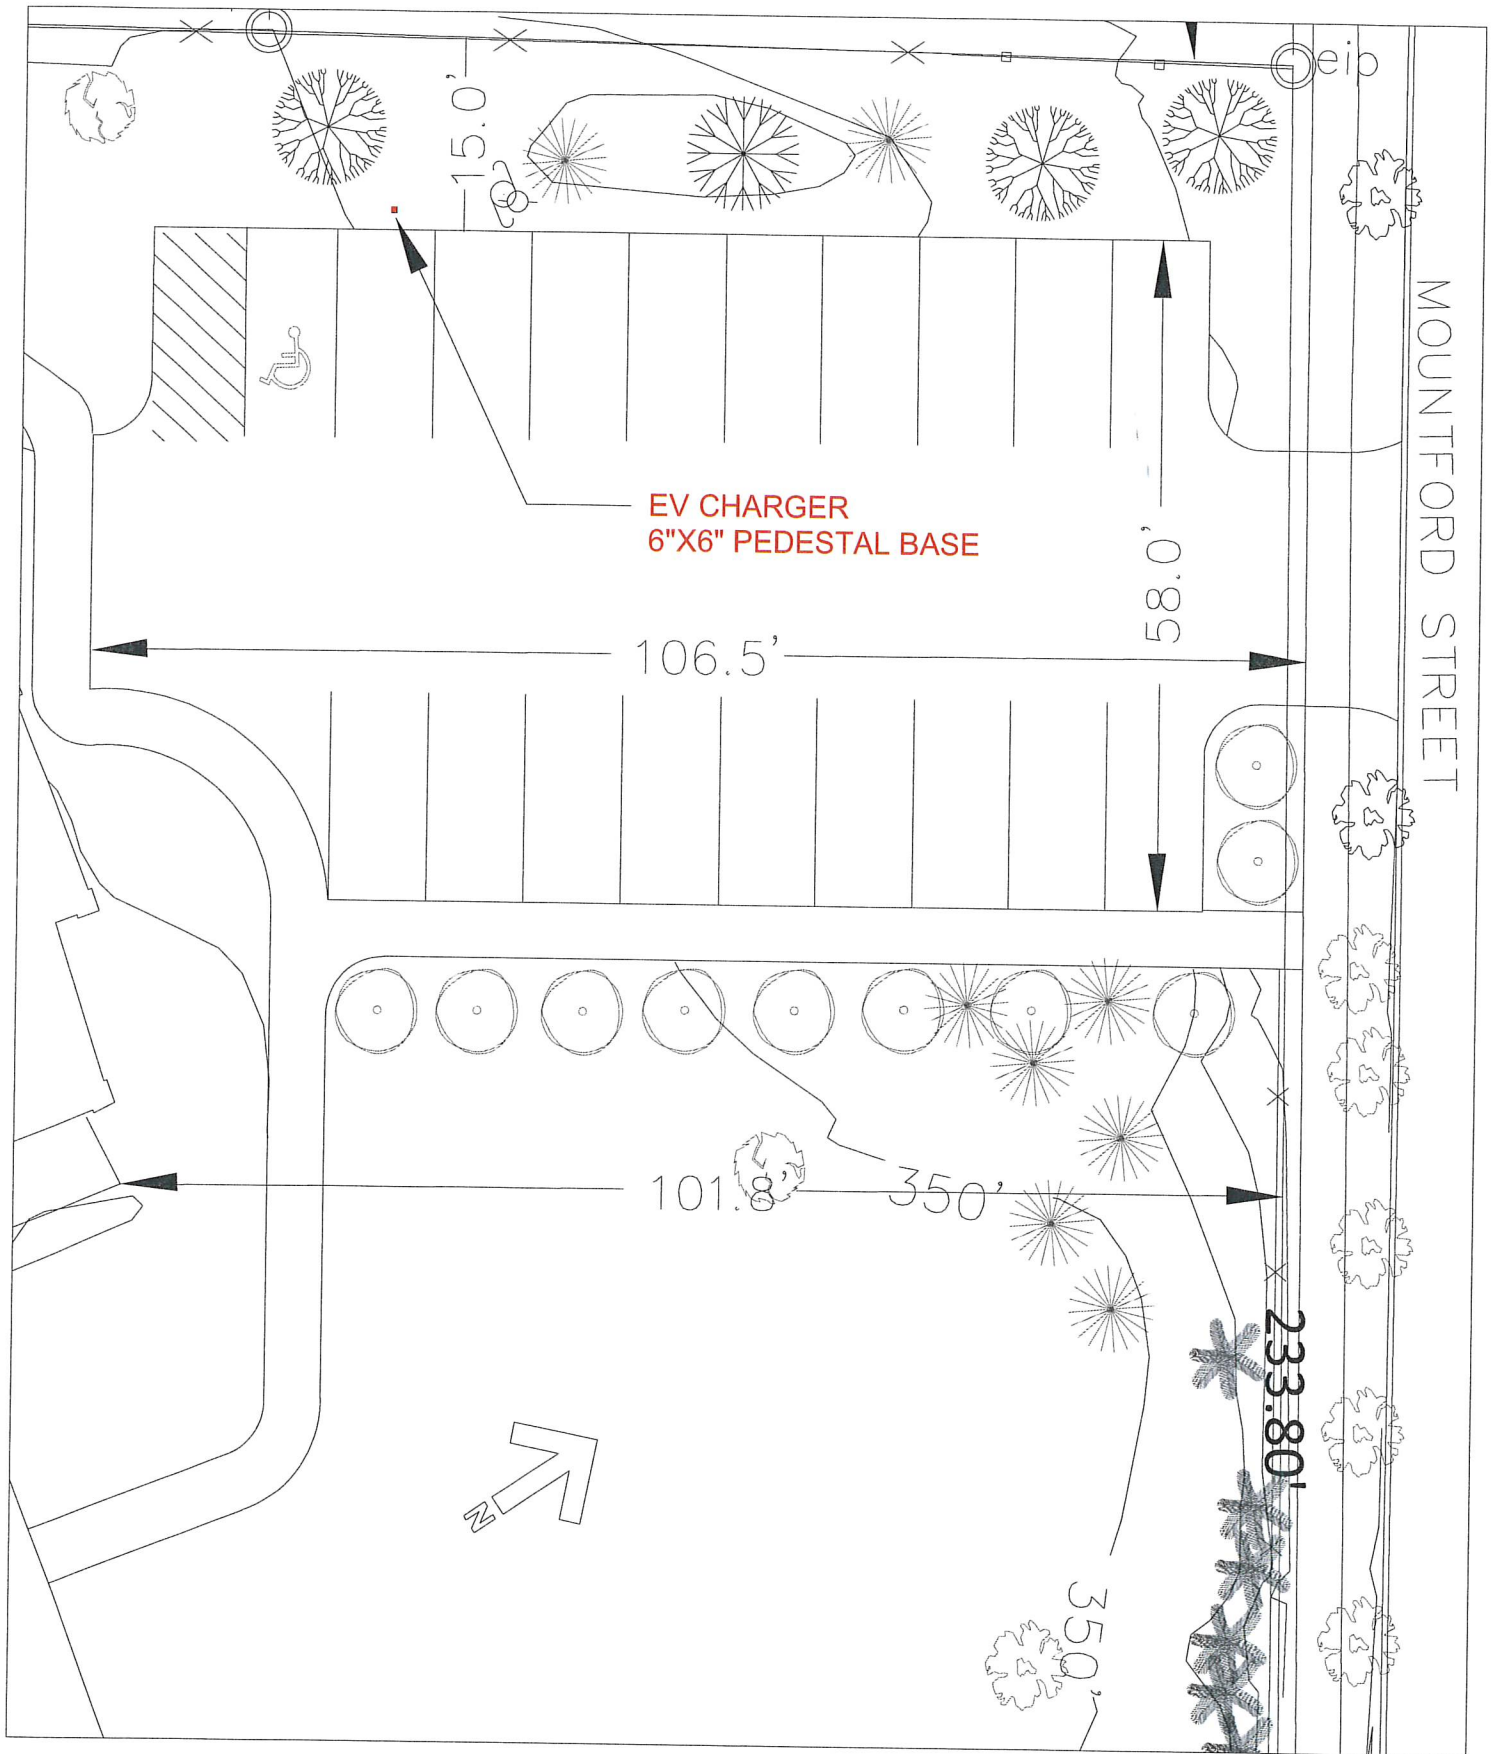 eip
15.0'
MOUNTFORD STREET
EV CHARGER
6"X6" PEDESTAL BASE
58.0'
106.5'
101.8'
350'
233.80'
N
350'